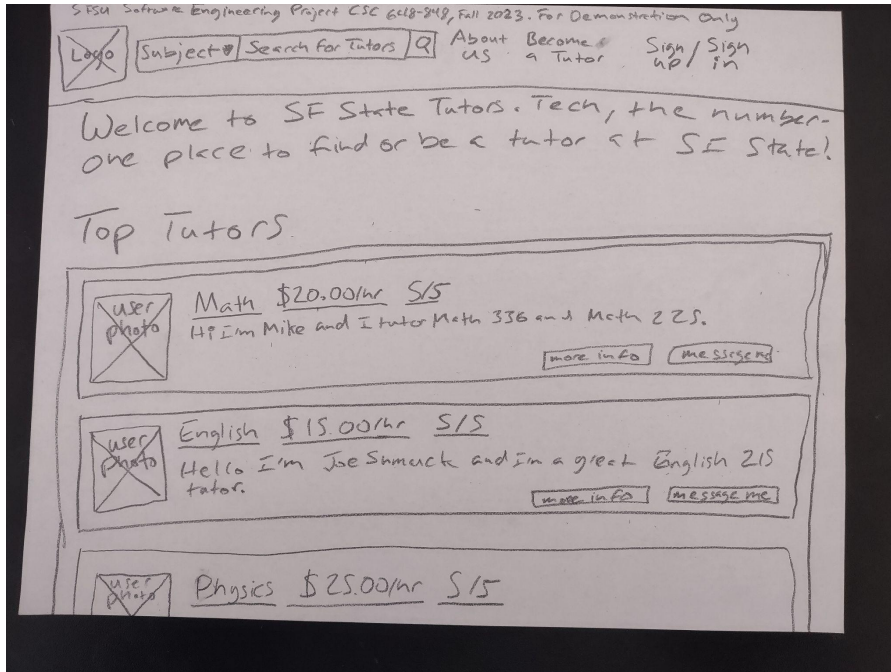 SFSU Software Engineering Project CSC 648-848, Fall 2023. For Demonstration Only
Logo Subject Search for Tutors Q About us Become a Tutor Sign up / Sign in
Welcome to SF State Tutors. Tech, the number-
one place to find or be a tutor at SF State!
Top Tutors
user photo
Math $20.00/hr 5/5
Hi I'm Mike and I tutor Math 336 and Math 225.
more info message me
user photo
English $15.00/hr 5/5
Hello I'm Joe Shmuck and I'm a great English 215
tutor.
more info message me
user photo
Physics $25.00/hr 5/5